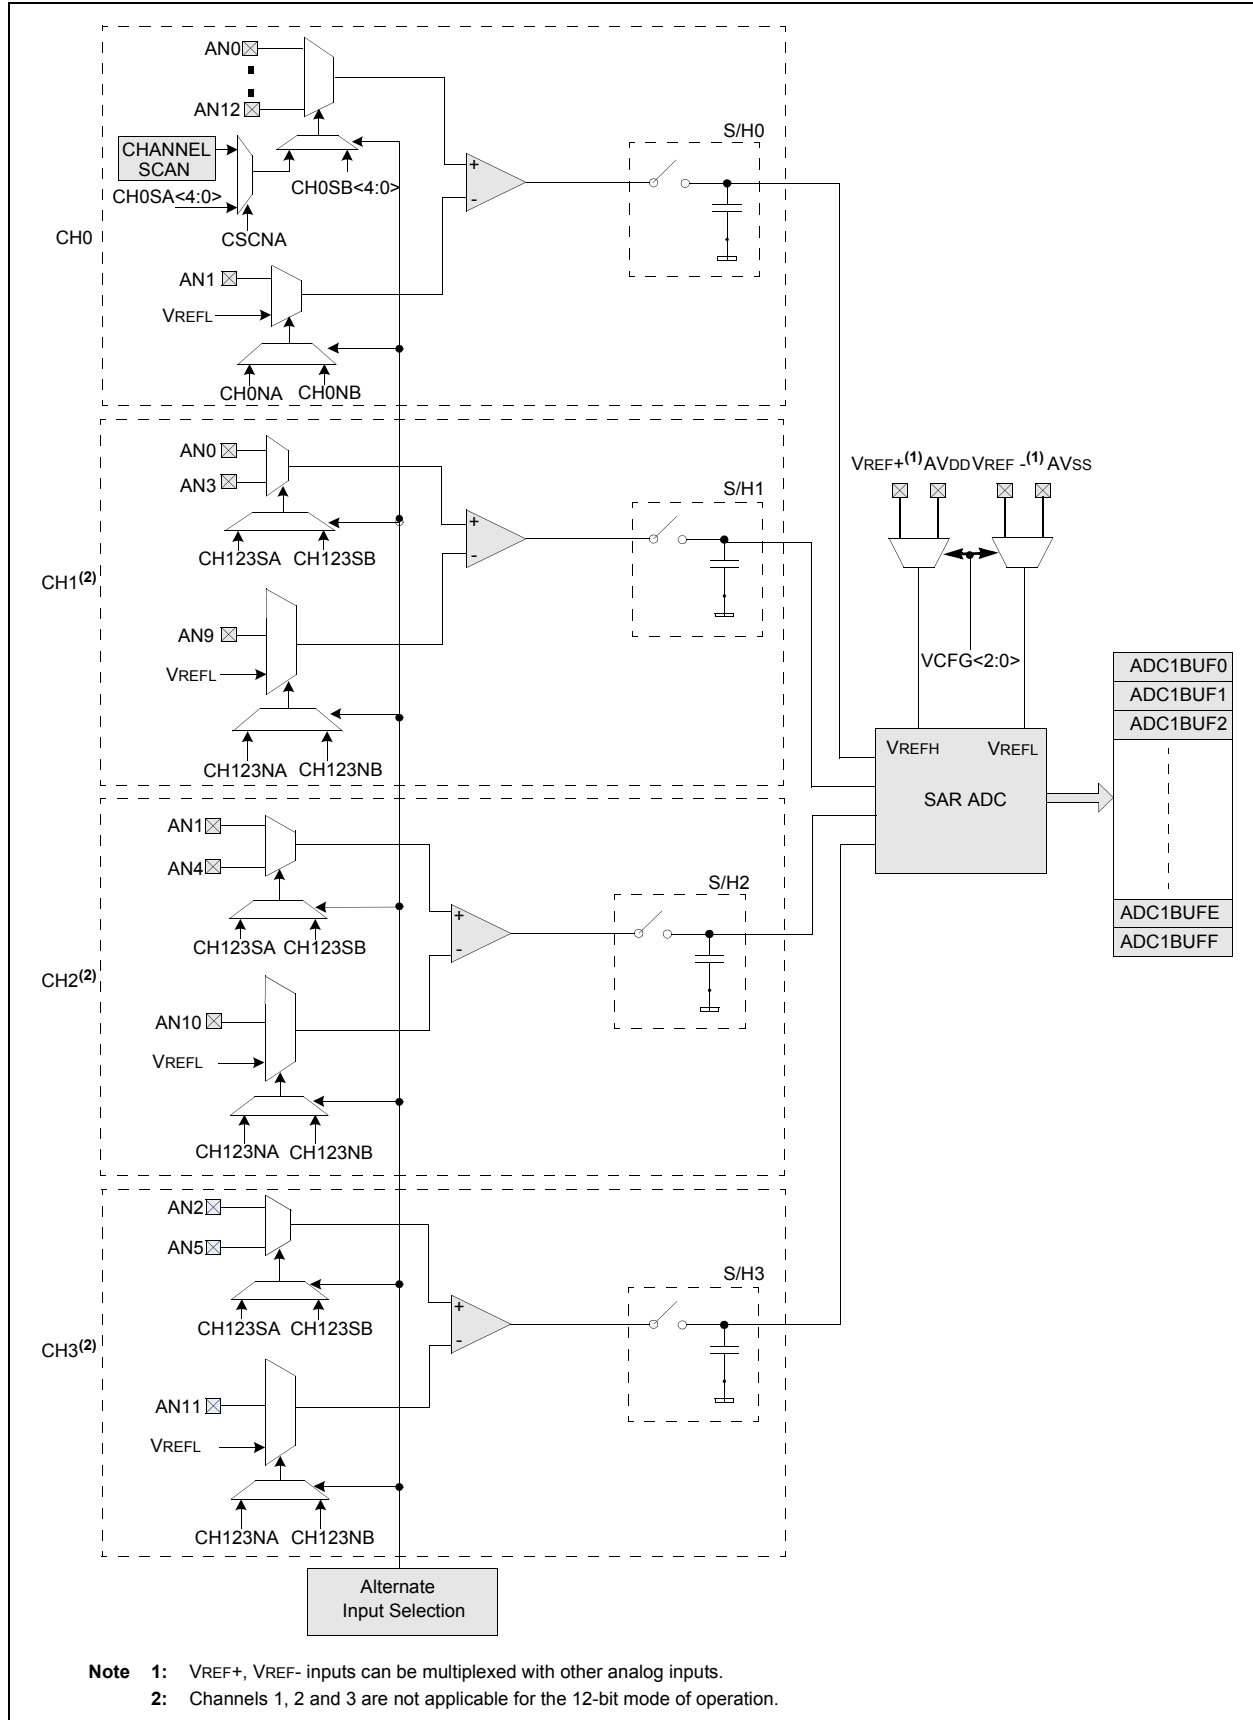 AN0
AN12
CHANNEL
SCAN
CH0SA<4:0>
CH0SB<4:0>
CSCNA
+
-
S/H0
CH0
AN1
VREFL
CH0NA CH0NB
AN0
AN3
CH123SA CH123SB
+
-
S/H1
CH1(2)
AN9
VREFL
CH123NA CH123NB
VREF+(1) AVDD VREF -(1) AVSS
VCFG<2:0>
VREFH VREFL
SAR ADC
ADC1BUF0
ADC1BUF1
ADC1BUF2
ADC1BUFE
ADC1BUFF
AN1
AN4
CH123SA CH123SB
+
-
S/H2
CH2(2)
AN10
VREFL
CH123NA CH123NB
AN2
AN5
CH123SA CH123SB
+
-
S/H3
CH3(2)
AN11
VREFL
CH123NA CH123NB
Alternate
Input Selection
Note 1: VREF+, VREF- inputs can be multiplexed with other analog inputs.
2: Channels 1, 2 and 3 are not applicable for the 12-bit mode of operation.